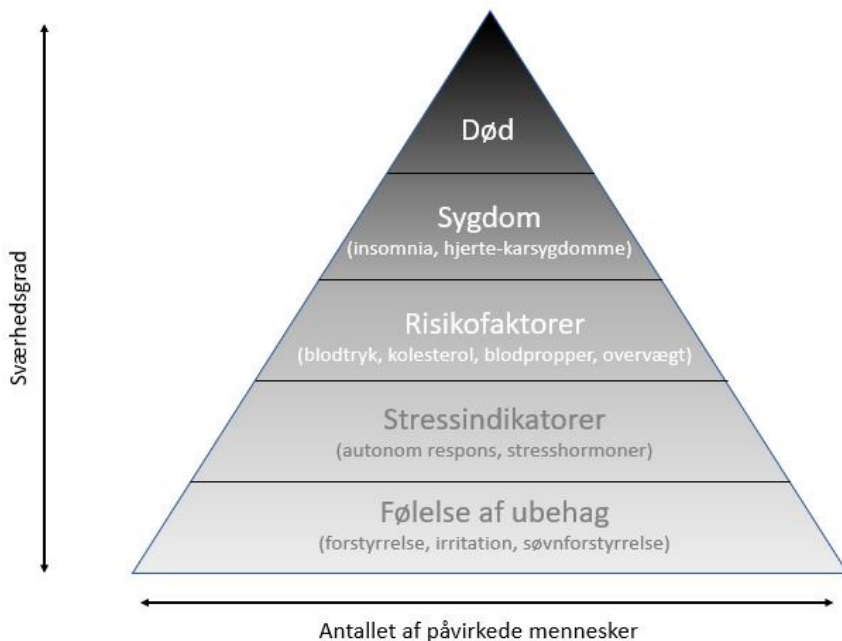 Død
Sygdom
(insomnia, hjerte-karsygdomme)
Risikofaktorer
(blodtryk, kolesterol, blodpropper, overvægt)
Stressindikatorer
(autonom respons, stresshormoner)
Følelse af ubehag
(forstyrrelse, irritation, søvnforstyrrelse)
Sværhedsgrad
Antallet af påvirkede mennesker